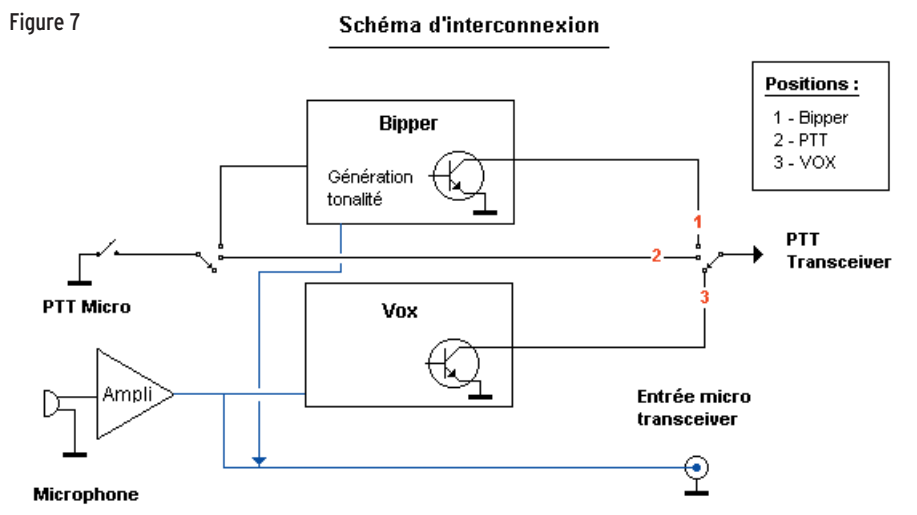 Figure 7
Schéma d'interconnexion
Positions :
1 - Bipper
2 - PTT
3 - VOX
Bipper
Génération
tonalité
1
2
3
PTT
Transceiver
PTT Micro
Vox
Ampli
Entrée micro
transceiver
Microphone